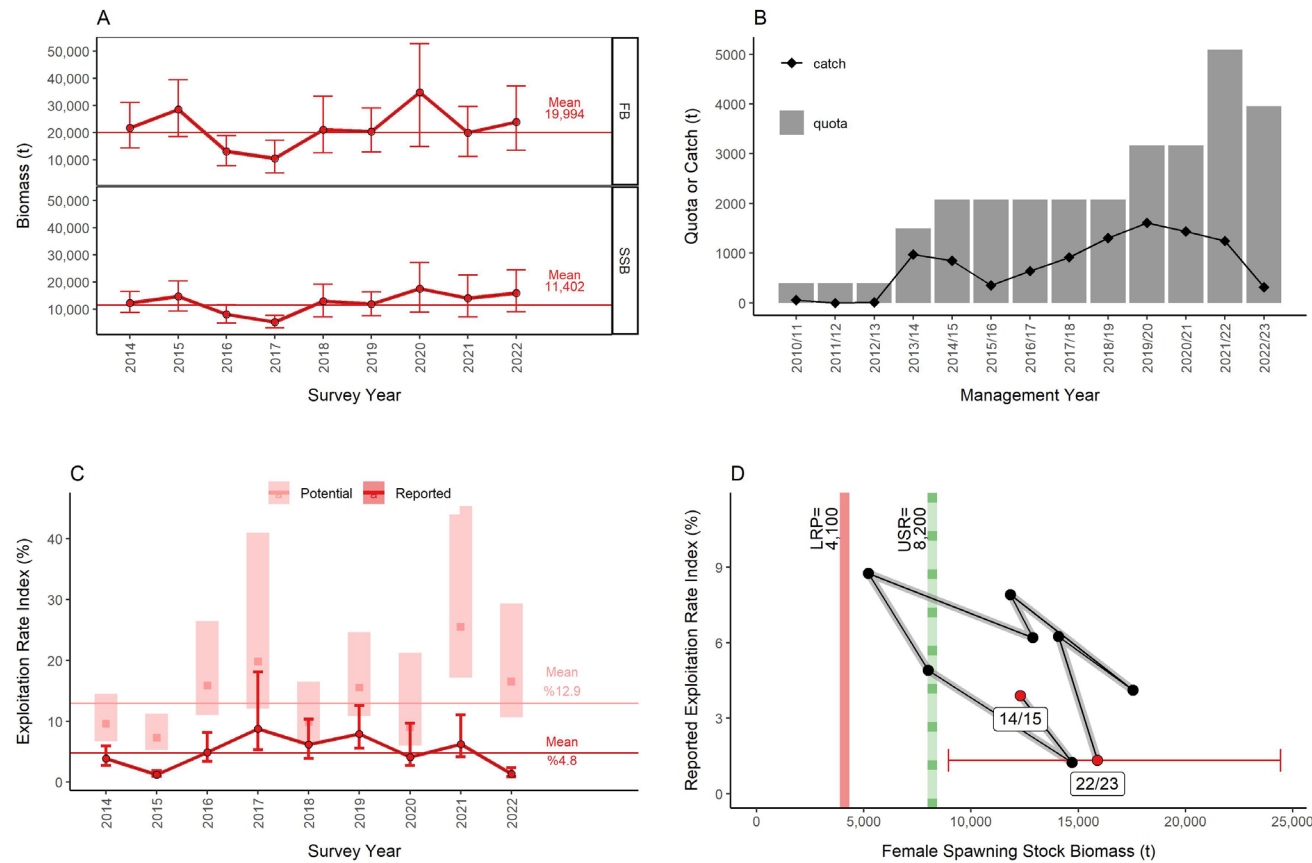 A
Biomass (t)
50,000
40,000
30,000
20,000
10,000
Mean
19,994
FB
50,000
40,000
30,000
20,000
10,000
Mean
11,402
SSB
2014
2015
2016
2017
2018
2019
2020
2021
2022
Survey Year
B
Quota or Catch (t)
5000
4000
3000
2000
1000
0
catch
quota
2010/11
2011/12
2012/13
2013/14
2014/15
2015/16
2016/17
2017/18
2018/19
2019/20
2020/21
2021/22
2022/23
Management Year
C
Potential
Reported
Exploitation Rate Index (%)
40
30
20
10
0
Mean
%12.9
Mean
%4.8
2014
2015
2016
2017
2018
2019
2020
2021
2022
Survey Year
D
Reported Exploitation Rate Index (%)
9
6
3
0
LRP=
4,100
USR=
8,200
14/15
22/23
0
5,000
10,000
15,000
20,000
25,000
Female Spawning Stock Biomass (t)